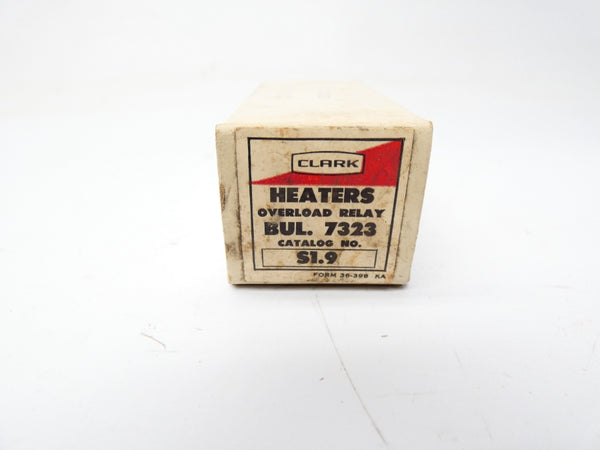 CLARK
HEATERS
OVERLOAD RELAY
BUL. 7323
CATALOG NO.
S1.9
FORM 36-398 KA